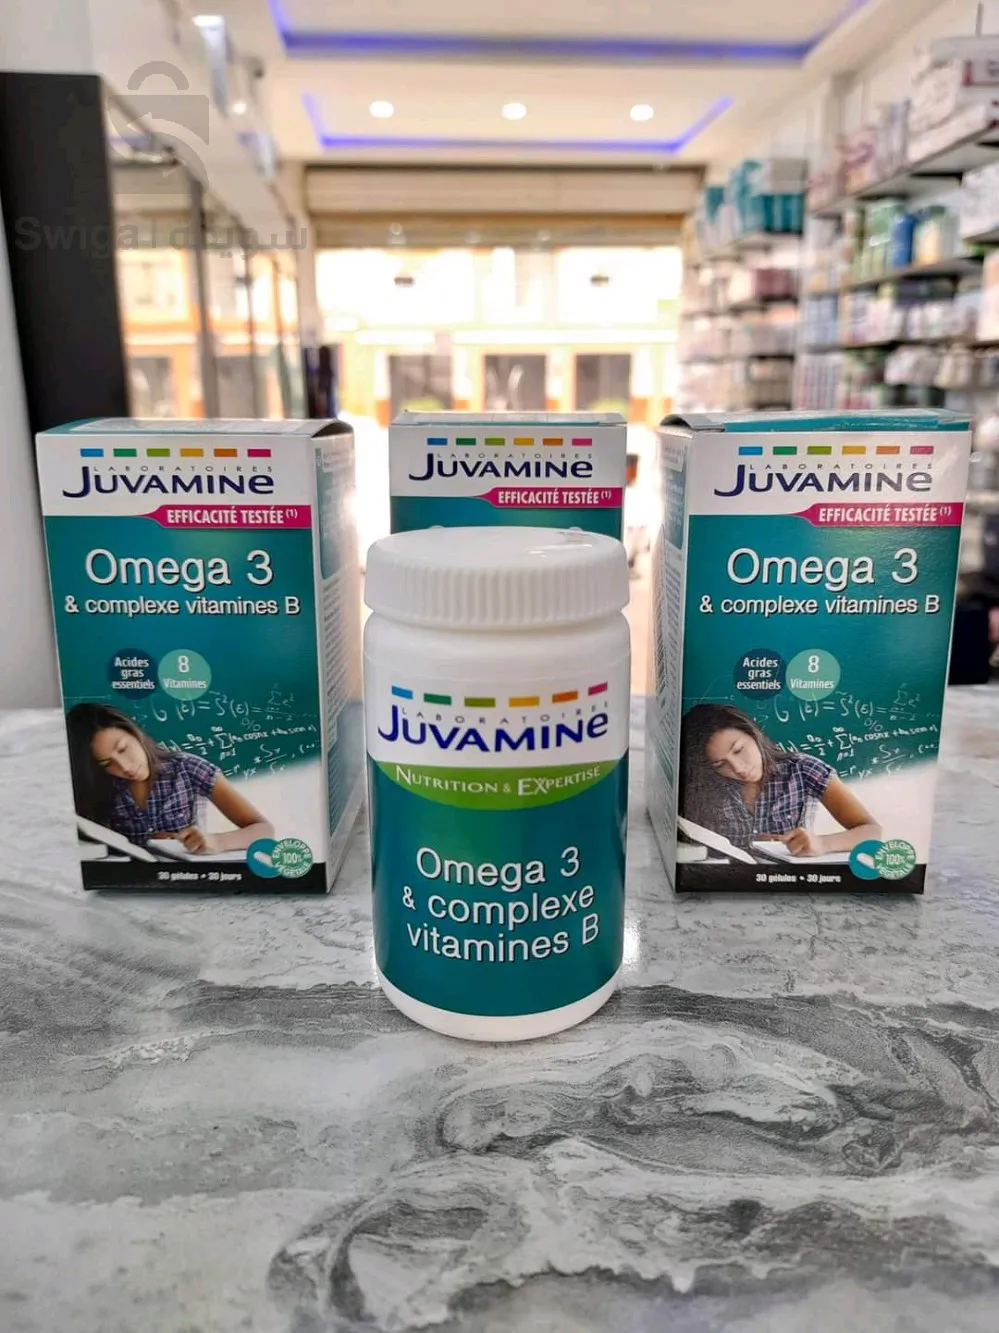 Swiga سويقة
LABORATOIRES
JUVAMINE
EFFICACITÉ TESTÉE (1)
Omega 3
& complexe vitamines B
Acides
gras
essentiels
8
Vitamines
ENVELOPPE
100%
VÉGÉTALE
30 gélules • 30 jours
LABORATOIRES
JUVAMINE
EFFICACITÉ TESTÉE (1)
LABORATOIRES
JUVAMINE
EFFICACITÉ TESTÉE (1)
Omega 3
& complexe vitamines B
Acides
gras
essentiels
8
Vitamines
ENVELOPPE
100%
VÉGÉTALE
30 gélules • 30 jours
LABORATOIRES
JUVAMINE
NUTRITION & EXPERTISE
Omega 3
& complexe
vitamines B